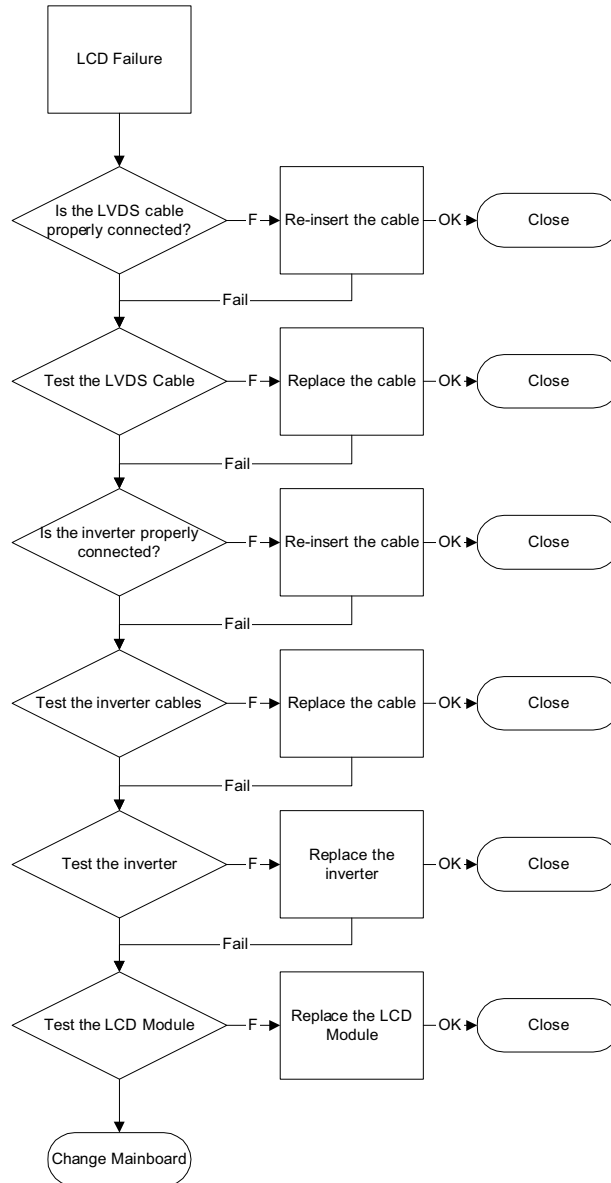 LCD Failure
Is the LVDS cable
properly connected?
F
Re-insert the cable
OK
Close
Fail
Test the LVDS Cable
F
Replace the cable
OK
Close
Fail
Is the inverter properly
connected?
F
Re-insert the cable
OK
Close
Fail
Test the inverter cables
F
Replace the cable
OK
Close
Fail
Test the inverter
F
Replace the
inverter
OK
Close
Fail
Test the LCD Module
F
Replace the LCD
Module
OK
Close
Change Mainboard